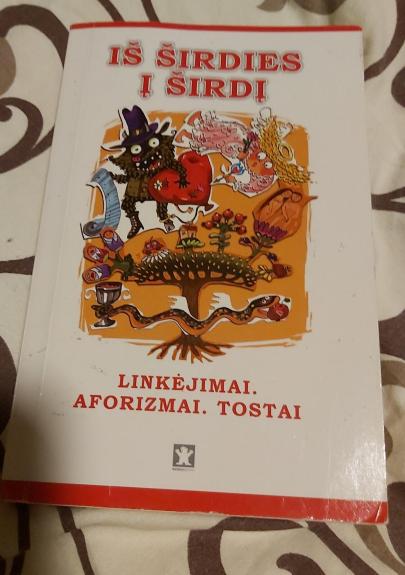 IŠ ŠIRDIES
Į ŠIRDĮ
LINKĖJIMAI.
AFORIZMAI. TOSTAI